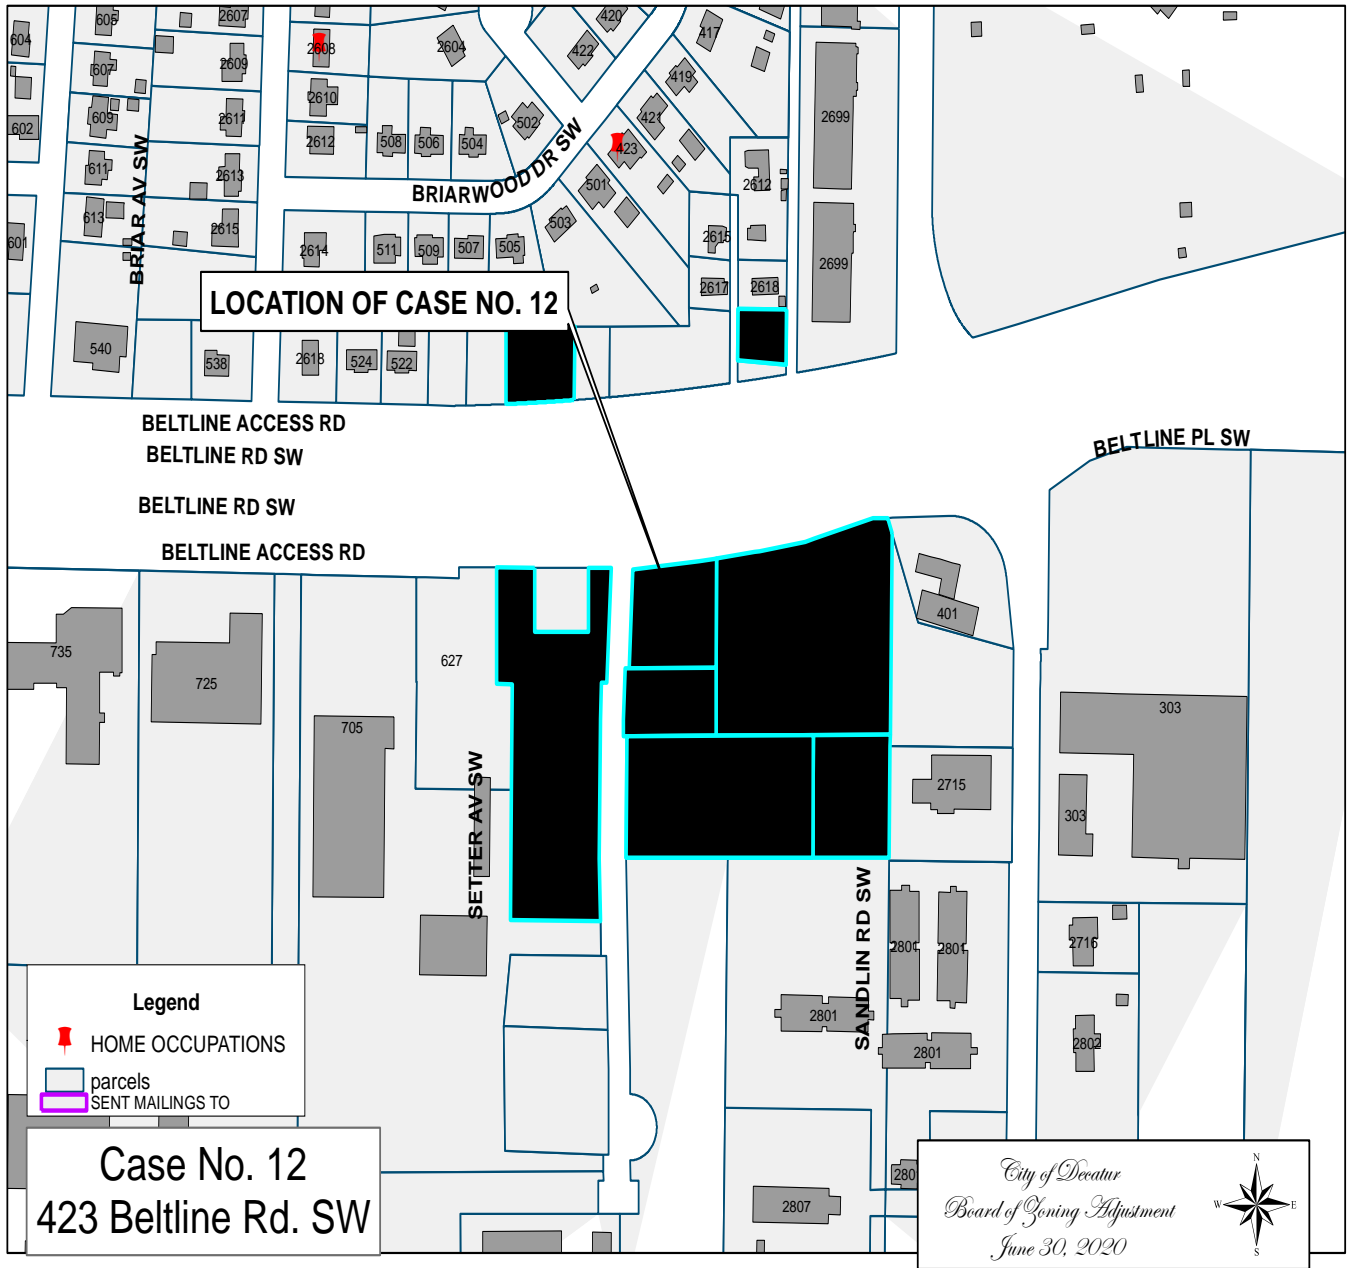 605
2607
420
417
604
2608
2604
422
607
2609
419
609
2610
421
2699
602
2611
502
2612
508
506
504
423
BRIARWOOD DR SW
BRIAR AV SW
611
2613
501
2612
613
2615
503
601
2614
511
509
507
505
2615
2699
2617
2618
LOCATION OF CASE NO. 12
540
538
2618
524
522
BELTLINE ACCESS RD
BELTLINE RD SW
BELTLINE PL SW
BELTLINE RD SW
BELTLINE ACCESS RD
401
735
725
627
705
303
2715
303
SETTER AV SW
SANDLIN RD SW
2801
2801
2716
2801
2801
2802
2807
280
Legend
HOME OCCUPATIONS
parcels
SENT MAILINGS TO
Case No. 12
423 Beltline Rd. SW
City of Decatur
Board of Zoning Adjustment
June 30, 2020
N
W
E
S